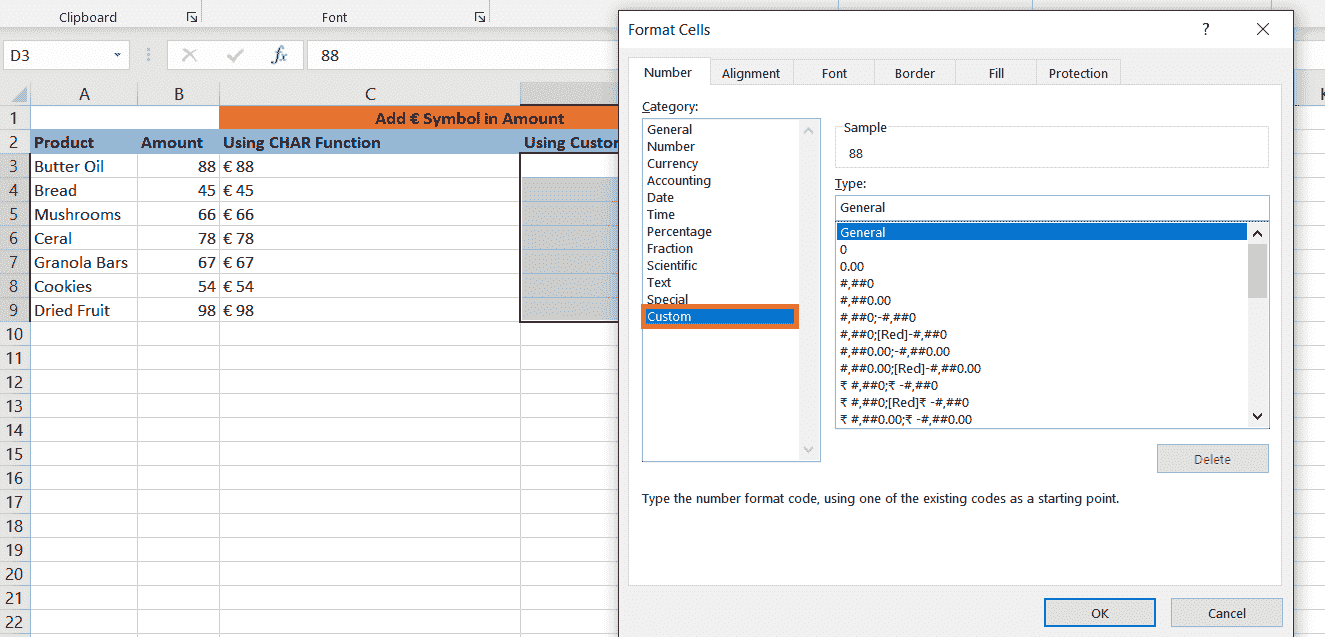 Clipboard
Font
D3
fx
88
A
B
C
1
Add € Symbol in Amount
2 Product Amount Using CHAR Function
3 Butter Oil 88 € 88
4 Bread 45 € 45
5 Mushrooms 66 € 66
6 Ceral 78 € 78
7 Granola Bars 67 € 67
8 Cookies 54 € 54
9 Dried Fruit 98 € 98
10
11
12
13
14
15
16
17
18
19
20
21
22
Using Custom
Format Cells
?
Number Alignment Font Border Fill Protection
Category:
General
Number
Currency
Accounting
Date
Time
Percentage
Fraction
Scientific
Text
Special
Custom
Sample
88
Type:
General
General
0
0.00
#,##0
#,##0.00
#,##0;-#,##0
#,##0;[Red]-#,##0
#,##0.00;-#,##0.00
#,##0.00;[Red]-#,##0.00
₹ #,##0;₹ -#,##0
₹ #,##0;[Red]₹ -#,##0
₹ #,##0.00;₹ -#,##0.00
Delete
Type the number format code, using one of the existing codes as a starting point.
OK Cancel